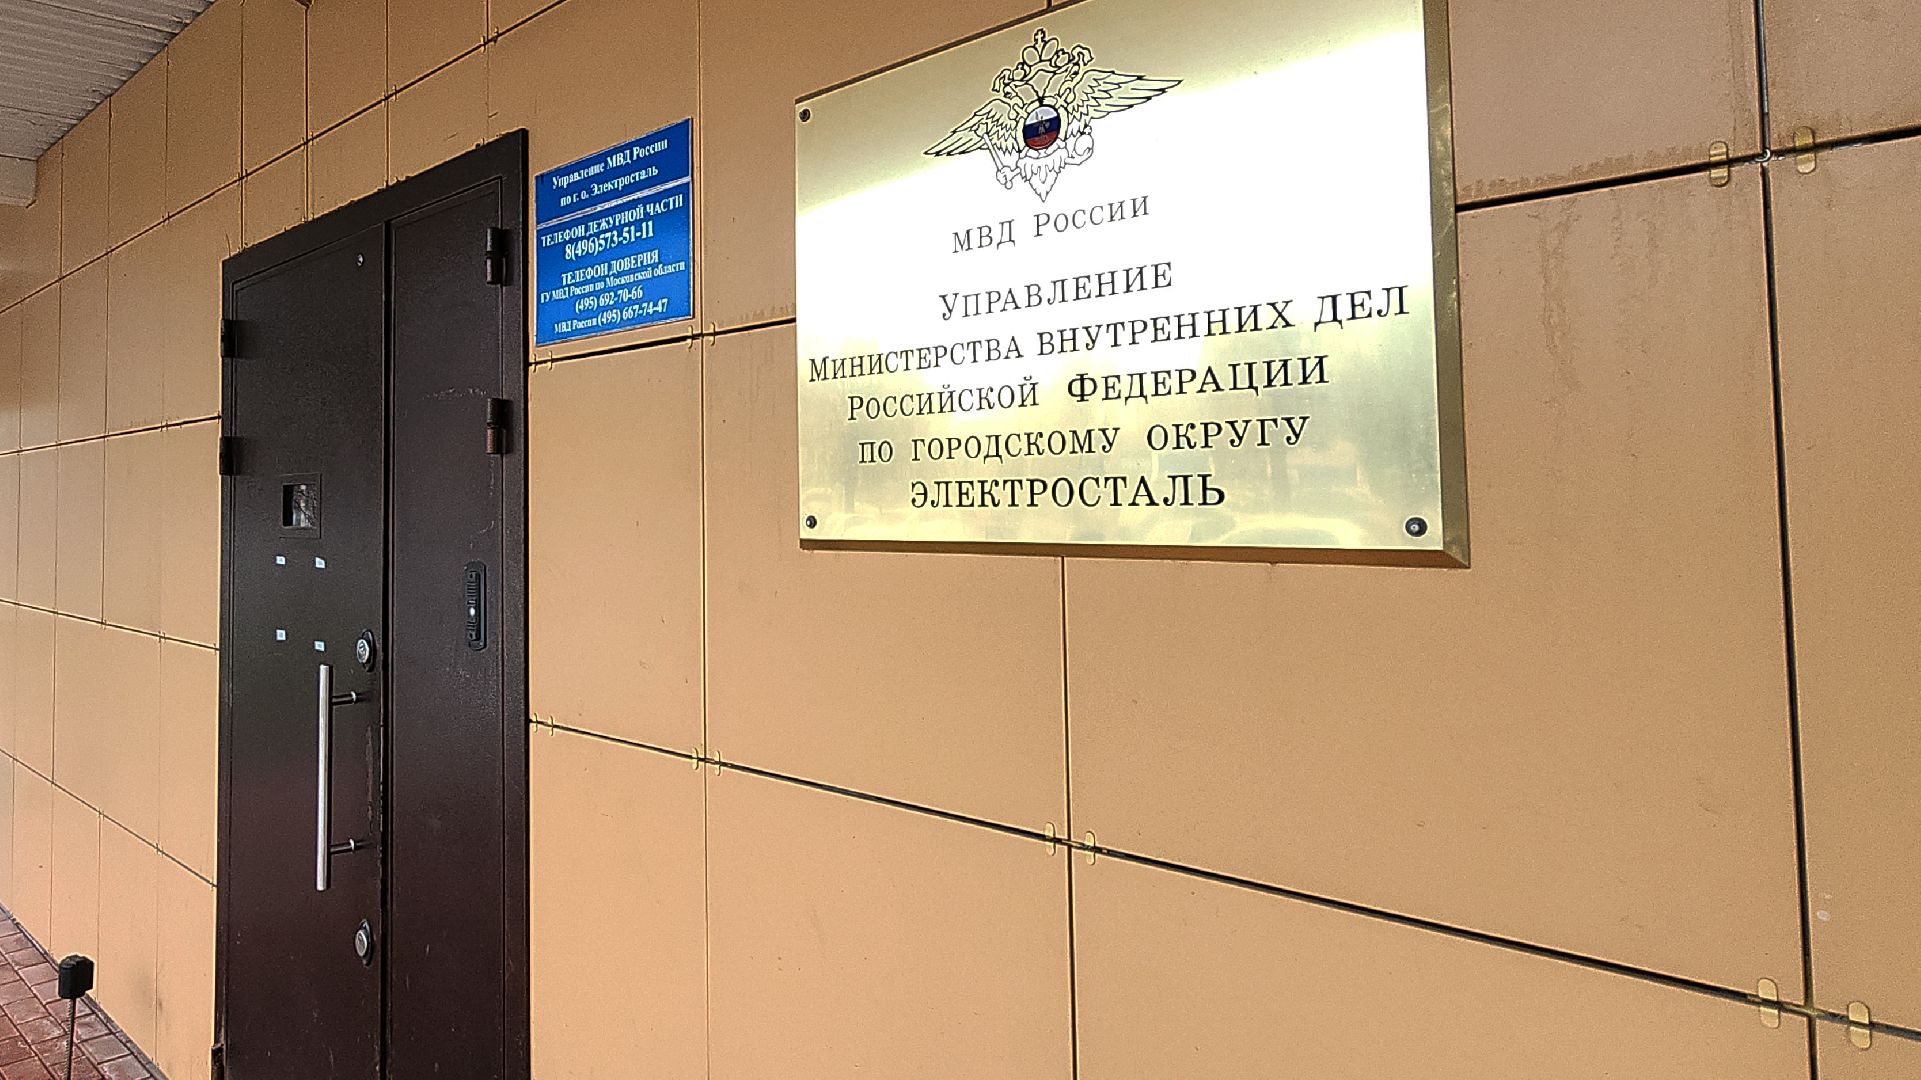 Управление МВД России
по г. о. Электросталь
ТЕЛЕФОН ДЕЖУРНОЙ ЧАСТИ
8(496)573-51-11
ТЕЛЕФОН ДОВЕРИЯ
ГУ МВД России по Московской области
(495) 692-70-66
МВД России (495) 667-74-47
МВД РОССИИ
УПРАВЛЕНИЕ
МИНИСТЕРСТВА ВНУТРЕННИХ ДЕЛ
РОССИЙСКОЙ ФЕДЕРАЦИИ
ПО ГОРОДСКОМУ ОКРУГУ
ЭЛЕКТРОСТАЛЬ